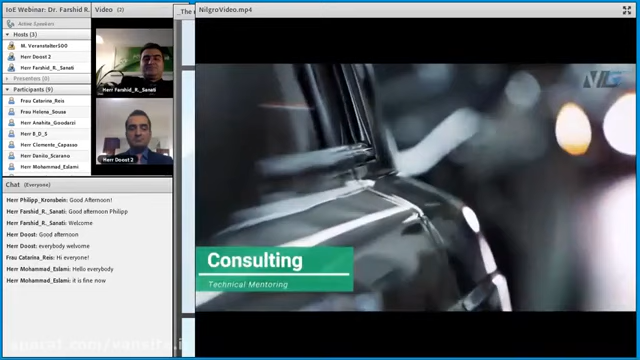 IoE Webinar: Dr. Farshid R.
Active Speakers
Hosts (3)
M. Veranstalter500
Herr Doost 2
Herr Farshid_R._Sanati
Presenters (0)
Participants (9)
Frau Catarina_Reis
Frau Helena_Sousa
Herr Anahita_Goodarzi
Herr B_D_S
Herr Clemente_Capasso
Herr Danilo_Scarano
Herr Mohammad_Eslami
Video (2)
Herr Farshid_R._Sanati
Herr Doost 2
Chat (Everyone)
Herr Philipp_Kronsbein: Good Afternoon!
Herr Farshid_R._Sanati: Good afternoon Philipp
Herr Farshid_R._Sanati: Welcome
Herr Doost: Good afternoon
Herr Doost: everybody welcome
Frau Catarina_Reis: Hi everyone!
Herr Mohammad_Eslami: Hello everybody
Herr Mohammad_Eslami: it is fine now
_The
NilgroVideo.mp4
NLG
Consulting
Technical Mentoring